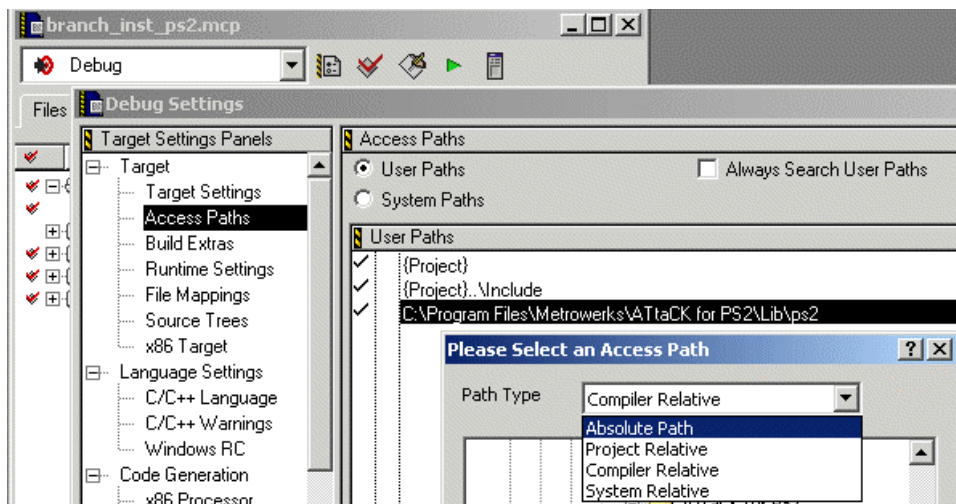 branch_inst_ps2.mcp
Debug
Files
Debug Settings
Target Settings Panels
Target
Target Settings
Access Paths
Build Extras
Runtime Settings
File Mappings
Source Trees
x86 Target
Language Settings
C/C++ Language
C/C++ Warnings
Windows RC
Code Generation
x86 Processor
Access Paths
User Paths
Always Search User Paths
System Paths
User Paths
{Project}
{Project}..\Include
C:\Program Files\Metrowerks\ATtaCK for PS2\Lib\ps2
Please Select an Access Path
Path Type
Compiler Relative
Absolute Path
Project Relative
Compiler Relative
System Relative